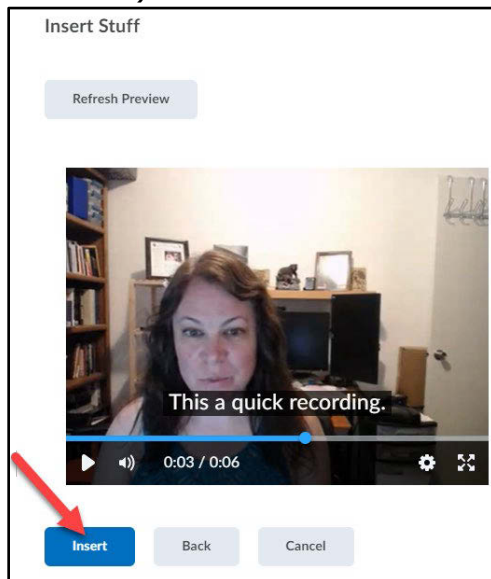 Insert Stuff
Refresh Preview
This a quick recording.
0:03 / 0:06
Insert Back Cancel